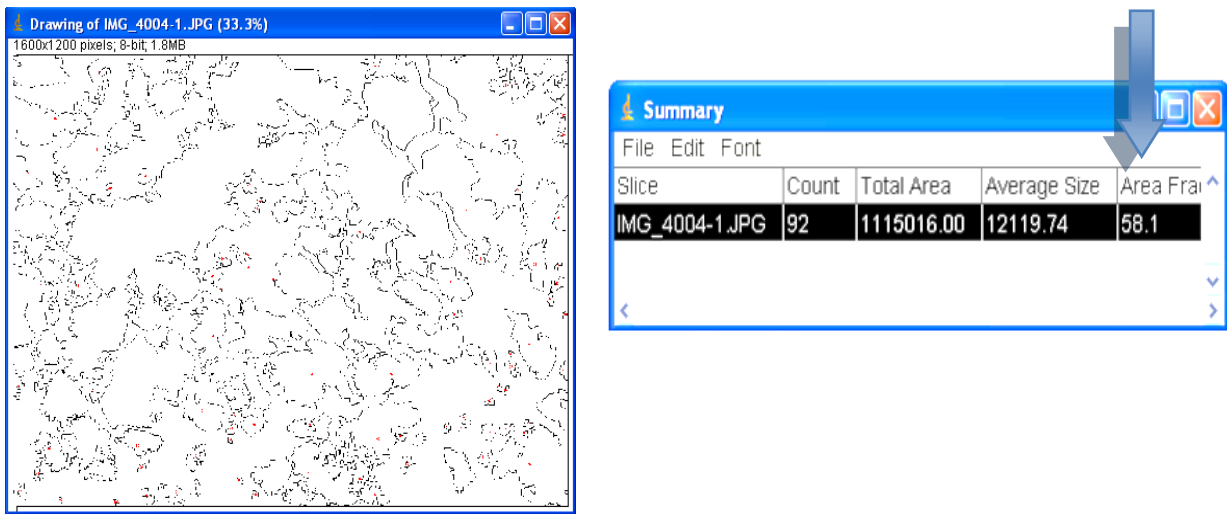 Drawing of IMG_4004-1.JPG (33.3%)
1600x1200 pixels; 8-bit; 1.8MB
Summary
File Edit Font
Slice Count Total Area Average Size Area Fra
IMG_4004-1.JPG 92 1115016.00 12119.74 58.1